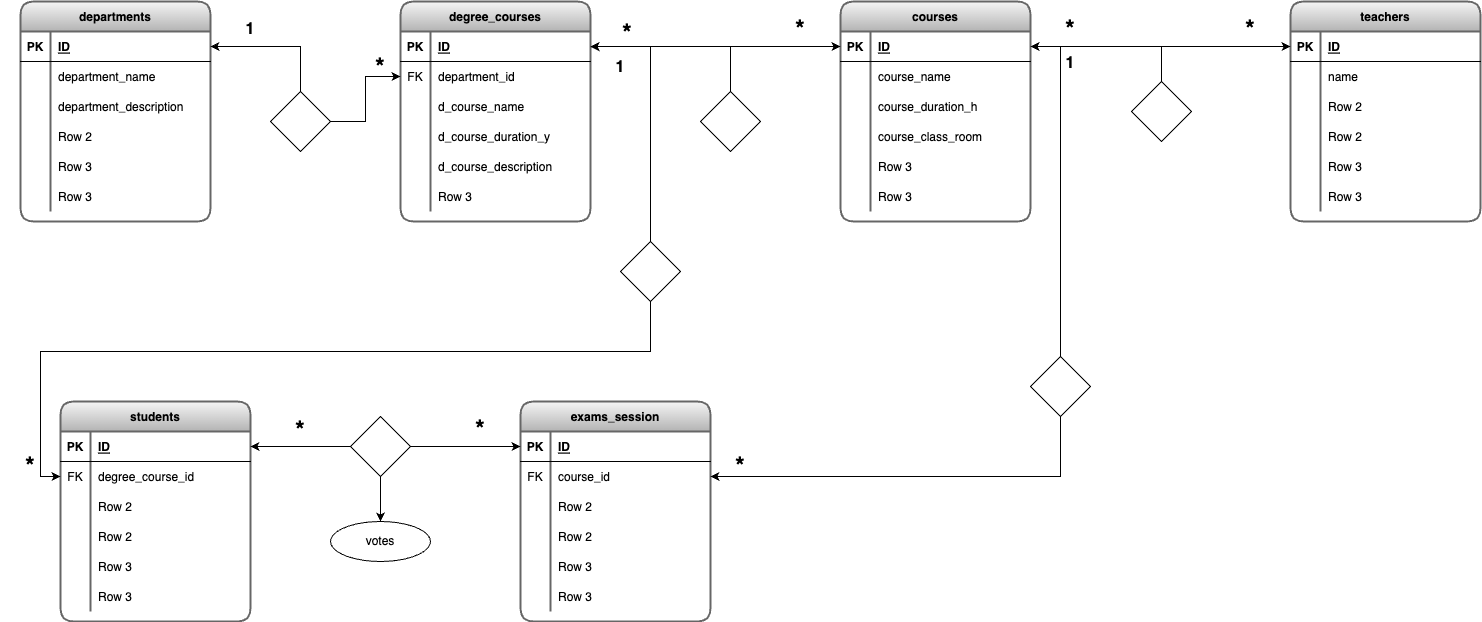 departments
PK ID
department_name
department_description
Row 2
Row 3
Row 3
1
*
degree_courses
PK ID
FK department_id
d_course_name
d_course_duration_y
d_course_description
Row 3
*
*
1
courses
PK ID
course_name
course_duration_h
course_class_room
Row 3
Row 3
*
*
1
teachers
PK ID
name
Row 2
Row 2
Row 3
Row 3
*
students
PK ID
FK degree_course_id
Row 2
Row 2
Row 3
Row 3
*
*
votes
exams_session
PK ID
FK course_id
Row 2
Row 2
Row 3
Row 3
*